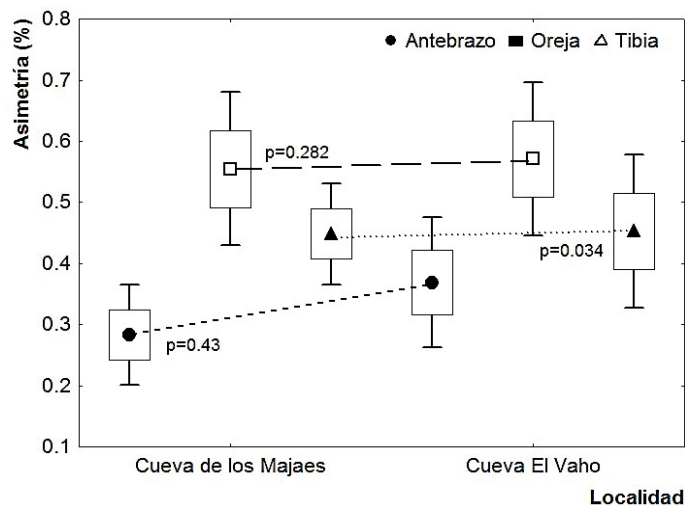 Asimetría (%)
0.8
0.7
0.6
0.5
0.4
0.3
0.2
0.1
Antebrazo Oreja Tibia
p=0.282
p=0.034
p=0.43
Cueva de los Majaes Cueva El Vaho
Localidad